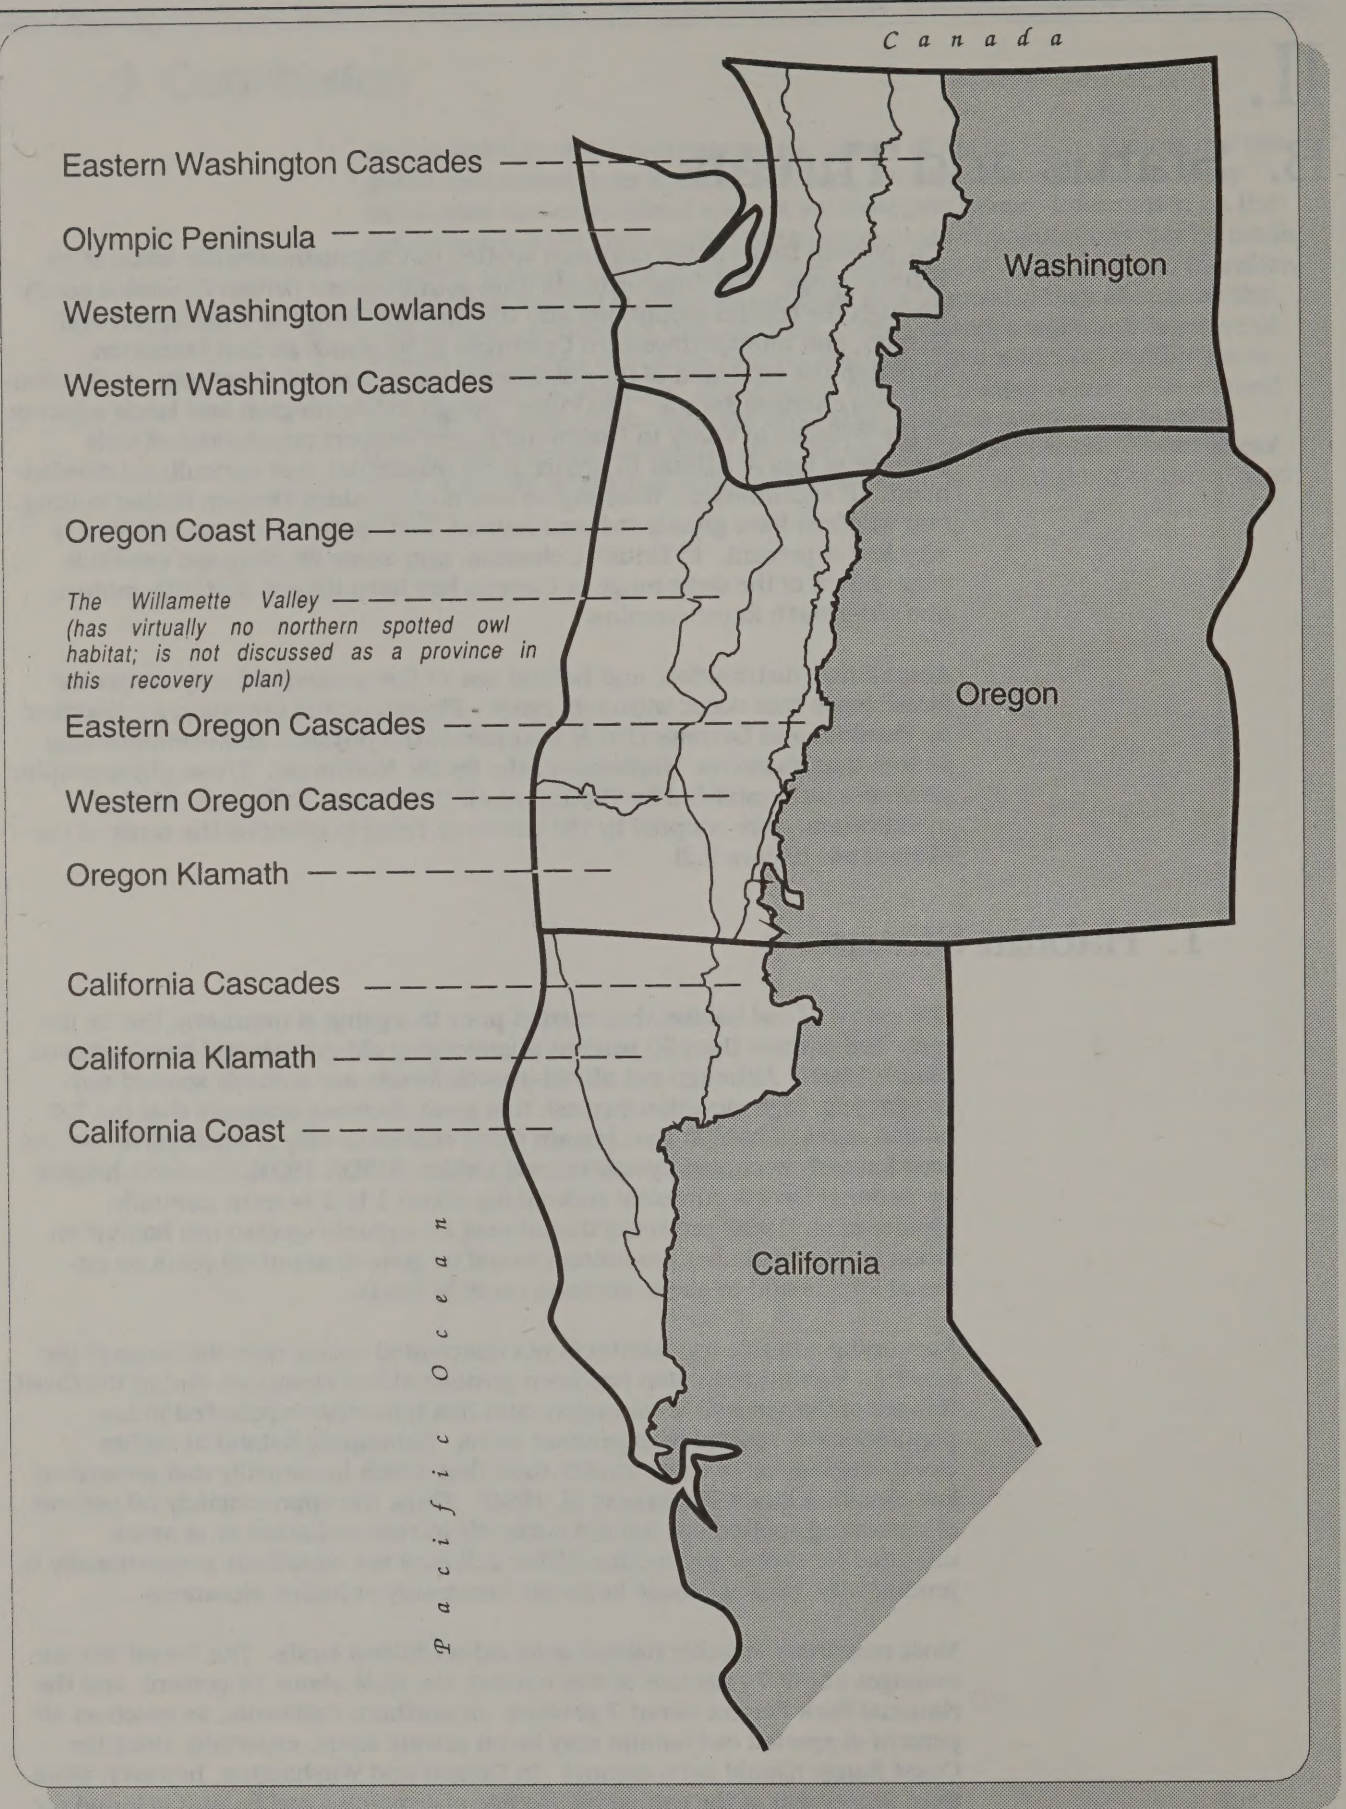 Canada
Eastern Washington Cascades
Olympic Peninsula
Washington
Western Washington Lowlands
Western Washington Cascades
Oregon Coast Range
The Willamette Valley
(has virtually no northern spotted owl
habitat; is not discussed as a province in
this recovery plan)
Oregon
Eastern Oregon Cascades
Western Oregon Cascades
Oregon Klamath
California Cascades
California Klamath
California Coast
California
Pacific Ocean